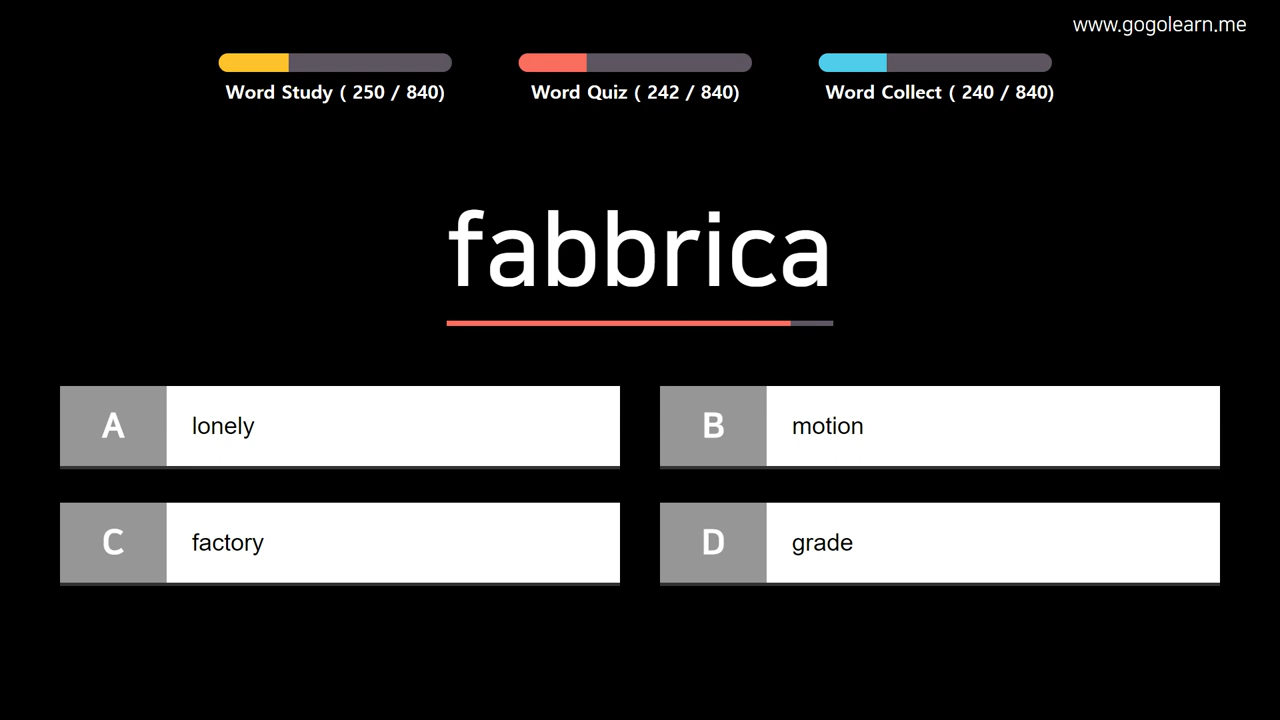 www.gogolearn.me
Word Study ( 250 / 840)
Word Quiz ( 242 / 840)
Word Collect ( 240 / 840)
fabbrica
A lonely
B motion
C factory
D grade